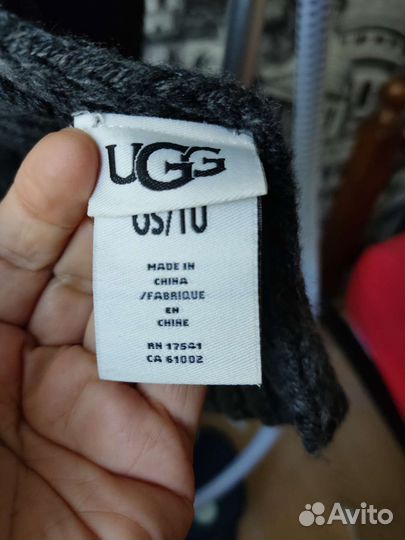 UGG
OS/TU
MADE IN
CHINA
/FABRIQUE
EN
CHINE
RN 17541
CA 61002
Avito